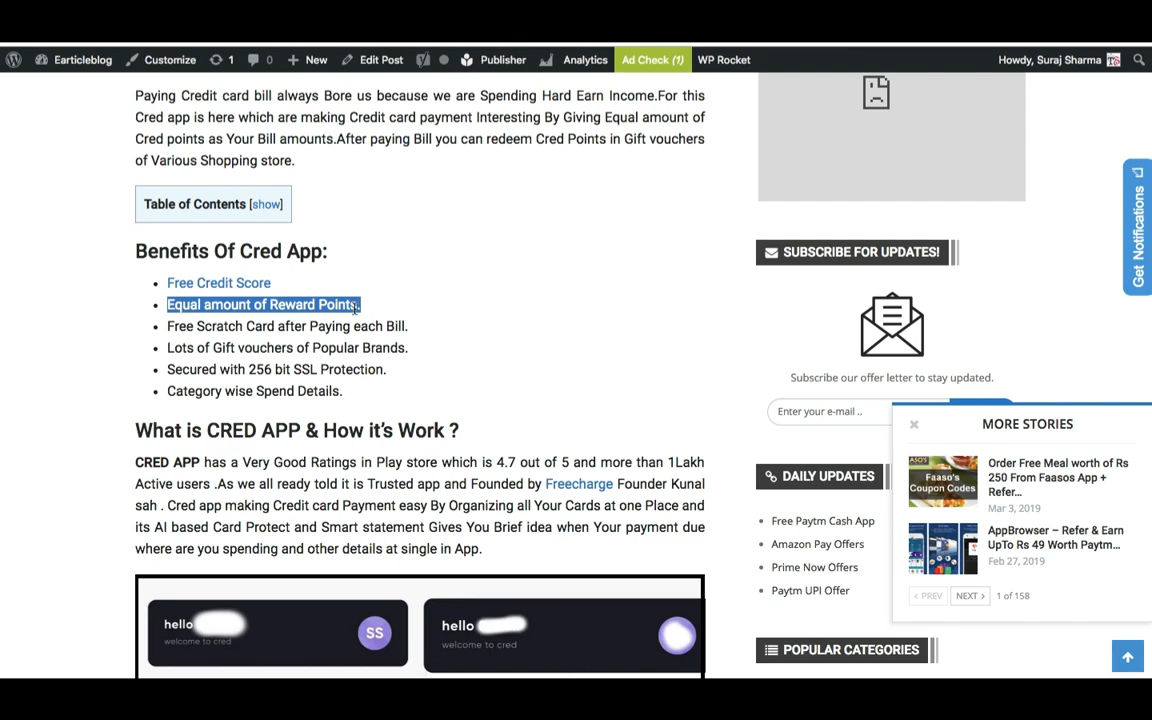 Earticleblog Customize 1 0 New Edit Post Publisher Analytics Ad Check (1) WP Rocket Howdy, Suraj Sharma
Paying Credit card bill always Bore us because we are Spending Hard Earn Income.For this
Cred app is here which are making Credit card payment Interesting By Giving Equal amount of
Cred points as Your Bill amounts.After paying Bill you can redeem Cred Points in Gift vouchers
of Various Shopping store.
Table of Contents [show]
Benefits Of Cred App:
• Free Credit Score
• Equal amount of Reward Points.
• Free Scratch Card after Paying each Bill.
• Lots of Gift vouchers of Popular Brands.
• Secured with 256 bit SSL Protection.
• Category wise Spend Details.
What is CRED APP & How it's Work ?
CRED APP has a Very Good Ratings in Play store which is 4.7 out of 5 and more than 1Lakh
Active users .As we all ready told it is Trusted app and Founded by Freecharge Founder Kunal
sah . Cred app making Credit card Payment easy By Organizing all Your Cards at one Place and
its AI based Card Protect and Smart statement Gives You Brief idea when Your payment due
where are you spending and other details at single in App.
hello
welcome to cred
SS
hello
welcome to cred
Get Notifications
SUBSCRIBE FOR UPDATES!
Subscribe our offer letter to stay updated.
Enter your e-mail ..
DAILY UPDATES
• Free Paytm Cash App
• Amazon Pay Offers
• Prime Now Offers
• Paytm UPI Offer
POPULAR CATEGORIES
× MORE STORIES
ASO'S
Faaso's
Coupon Codes
Order Free Meal worth of Rs
250 From Faasos App +
Refer...
Mar 3, 2019
AppBrowser – Refer & Earn
UpTo Rs 49 Worth Paytm...
Feb 27, 2019
‹ PREV NEXT › 1 of 158